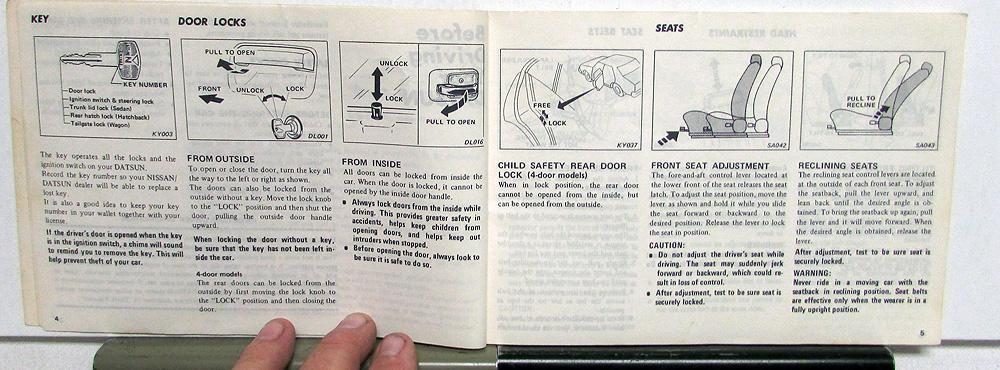 KEY
DOOR LOCKS
KEY NUMBER
Door lock
Ignition switch & steering lock
Trunk lid lock (Sedan)
Rear hatch lock (Hatchback)
Tailgate lock (Wagon)
KY003
The key operates all the locks and the
ignition switch on your DATSUN.
Record the key number so your NISSAN/
DATSUN dealer will be able to replace a
lost key.
It is also a good idea to keep your key
number in your wallet together with your
license.
If the driver's door is opened when the key
is in the ignition switch, a chime will sound
to remind you to remove the key. This will
help prevent theft of your car.
4
PULL TO OPEN
FRONT
UNLOCK
LOCK
DL001
FROM OUTSIDE
To open or close the door, turn the key all
the way to the left or right as shown.
The doors can also be locked from the
outside without a key. Move the lock knob
to the "LOCK" position and then shut the
door, pulling the outside door handle
upward.
When locking the door without a key,
be sure that the key has not been left in-
side the car.
4-door models
The rear doors can be locked from the
outside by first moving the lock knob to
the "LOCK" position and then closing the
door.
UNLOCK
LOCK
PULL TO OPEN
DL016
FROM INSIDE
All doors can be locked from inside the
car. When the door is locked, it cannot be
opened by the inside door handle.
• Always lock doors from the inside while
driving. This provides greater safety in
accidents, helps keep children from
opening doors, and helps keep out
intruders when stopped.
• Before opening the door, always look to
be sure it is safe to do so.
SEATS
FREE
LOCK
KY037
CHILD SAFETY REAR DOOR
LOCK (4-door models)
When in lock position, the rear door
cannot be opened from the inside, but
can be opened from the outside.
SA042
FRONT SEAT ADJUSTMENT
The fore-and-aft control lever located at
the lower front of the seat releases the seat
latch. To adjust the seat position, move the
lever, as shown and hold it while you slide
the seat forward or backward to the
desired position. Release the lever to lock
the seat in position.
CAUTION:
• Do not adjust the driver's seat while
driving. The seat may suddenly jerk
forward or backward, which could re-
sult in loss of control.
• After adjustment, test to be sure seat is
securely locked.
PULL TO
RECLINE
SA043
RECLINING SEATS
The reclining seat control levers are located
at the outside of each front seat. To adjust
the seatback, pull the lever upward, and
lean back until the desired angle is ob-
tained. To bring the seatback up again, pull
the lever and it will move forward. When
the desired angle is obtained, release the
lever.
After adjustment, test to be sure seat is
securely locked.
WARNING:
Never ride in a moving car with the
seatback in reclining position. Seat belts
are effective only when the wearer is in a
fully upright position.
5